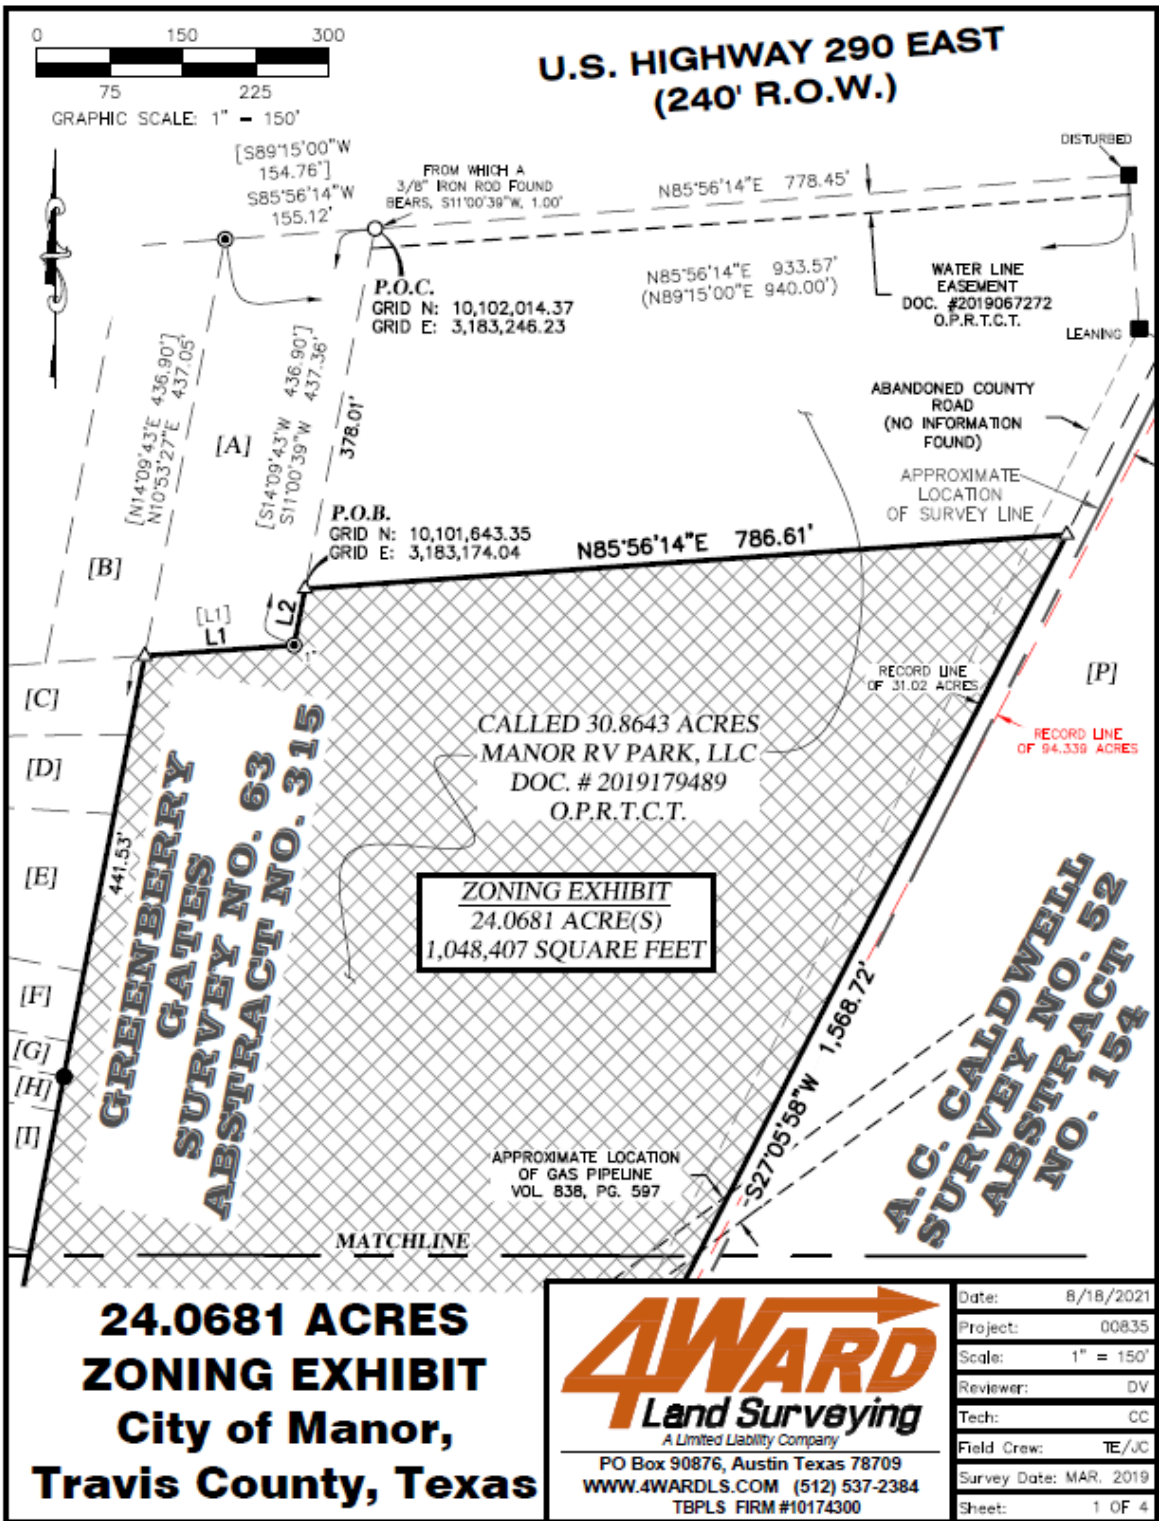 0 150 300
75 225
GRAPHIC SCALE: 1" = 150'
U.S. HIGHWAY 290 EAST
(240' R.O.W.)
DISTURBED
[S89°15'00"W
154.76']
S85°56'14"W
155.12'
FROM WHICH A
3/8" IRON ROD FOUND
BEARS, S11°00'39"W, 1.00'
N85°56'14"E 778.45'
N85°56'14"E 933.57'
(N89°15'00"E 940.00')
WATER LINE
EASEMENT
DOC. #2019067272
O.P.R.T.C.T.
LEANING
P.O.C.
GRID N: 10,102,014.37
GRID E: 3,183,246.23
[N14°09'43"E 436.90']
N10°53'27"E 437.05'
[A]
[S14°09'43"W 436.90']
S11°00'39"W 437.36'
378.01'
ABANDONED COUNTY
ROAD
(NO INFORMATION
FOUND)
APPROXIMATE
LOCATION
OF SURVEY LINE
P.O.B.
GRID N: 10,101,643.35
GRID E: 3,183,174.04
N85°56'14"E 786.61'
[B]
[L1]
L1
L2
1"
[C]
[D]
[E]
[F]
[G]
[H]
[I]
441.53'
GREENBERRY
GATES
SURVEY NO. 63
ABSTRACT NO. 315
CALLED 30.8643 ACRES
MANOR RV PARK, LLC
DOC. # 2019179489
O.P.R.T.C.T.
RECORD LINE
OF 31.02 ACRES
[P]
RECORD LINE
OF 94.339 ACRES
ZONING EXHIBIT
24.0681 ACRE(S)
1,048,407 SQUARE FEET
S27°05'58"W 1,568.72'
A.C. CALDWELL
SURVEY NO. 52
ABSTRACT
NO. 154
APPROXIMATE LOCATION
OF GAS PIPELINE
VOL. 838, PG. 597
MATCHLINE
24.0681 ACRES
ZONING EXHIBIT
City of Manor,
Travis County, Texas
4WARD
Land Surveying
A Limited Liability Company
PO Box 90876, Austin Texas 78709
WWW.4WARDLS.COM (512) 537-2384
TBPLS FIRM #10174300
Date: 8/18/2021
Project: 00835
Scale: 1" = 150'
Reviewer: DV
Tech: CC
Field Crew: TE/JC
Survey Date: MAR. 2019
Sheet: 1 OF 4